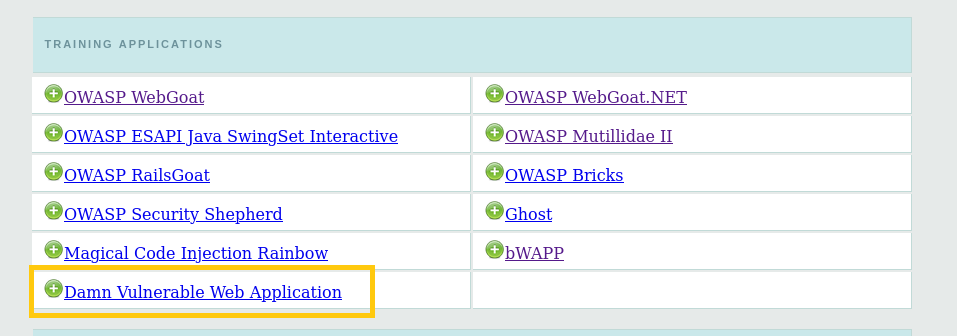 TRAINING APPLICATIONS
OWASP WebGoat
OWASP WebGoat.NET
OWASP ESAPI Java SwingSet Interactive
OWASP Mutillidae II
OWASP RailsGoat
OWASP Bricks
OWASP Security Shepherd
Ghost
Magical Code Injection Rainbow
bWAPP
Damn Vulnerable Web Application